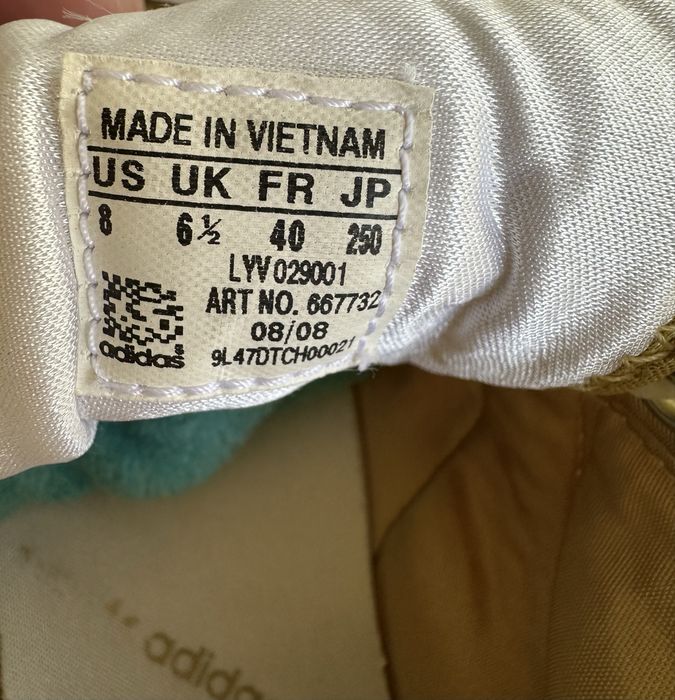 MADE IN VIETNAM
US UK FR JP
8 6½ 40 250
LYV029001
ART NO. 667732
08/08
adidas 9L47DTCH00021
adidas